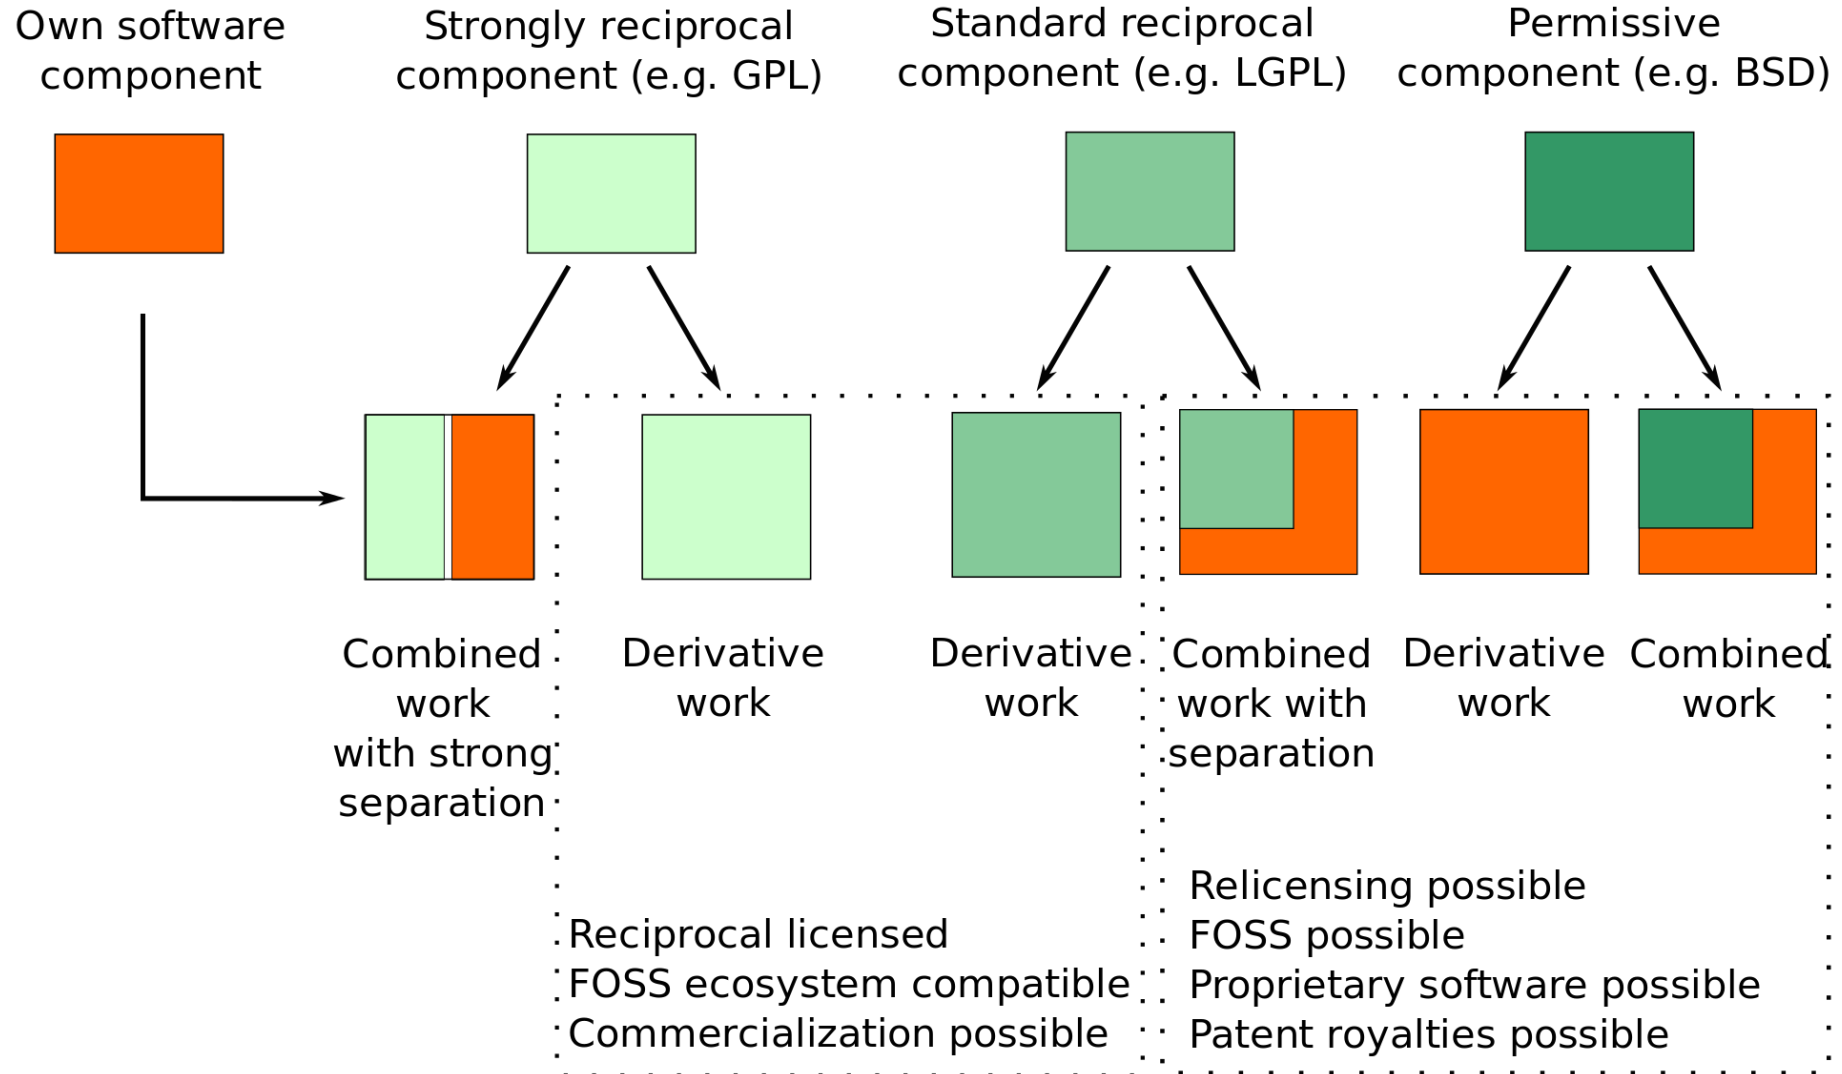 Own software
component
Strongly reciprocal
component (e.g. GPL)
Standard reciprocal
component (e.g. LGPL)
Permissive
component (e.g. BSD)
Combined
work
with strong
separation
Derivative
work
Derivative
work
Combined
work with
separation
Derivative
work
Combined
work
Reciprocal licensed
FOSS ecosystem compatible
Commercialization possible
Relicensing possible
FOSS possible
Proprietary software possible
Patent royalties possible